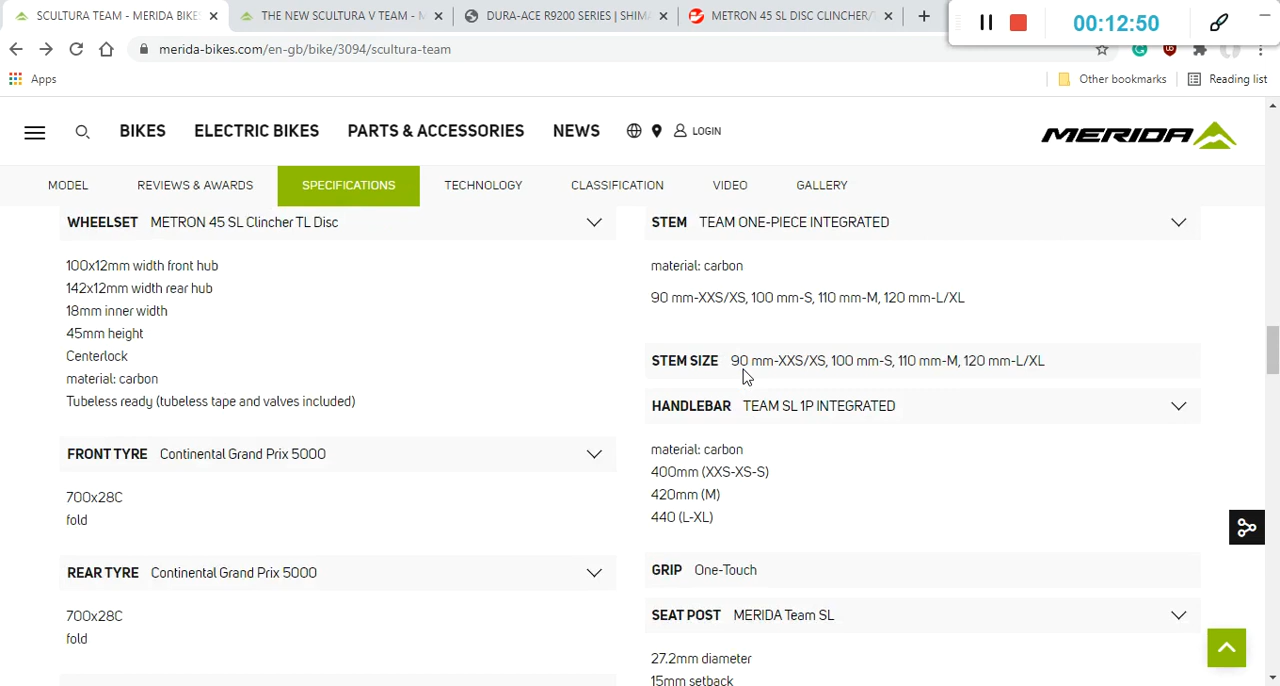 SCULTURA TEAM - MERIDA BIKE
THE NEW SCULTURA V TEAM - M
DURA-ACE R9200 SERIES | SHIM
METRON 45 SL DISC CLINCHER/
00:12:50
merida-bikes.com/en-gb/bike/3094/scultura-team
Apps
Other bookmarks
Reading list
BIKES
ELECTRIC BIKES
PARTS & ACCESSORIES
NEWS
LOGIN
MERIDA
MODEL
REVIEWS & AWARDS
SPECIFICATIONS
TECHNOLOGY
CLASSIFICATION
VIDEO
GALLERY
WHEELSET METRON 45 SL Clincher TL Disc
100x12mm width front hub
142x12mm width rear hub
18mm inner width
45mm height
Centerlock
material: carbon
Tubeless ready (tubeless tape and valves included)
FRONT TYRE Continental Grand Prix 5000
700x28C
fold
REAR TYRE Continental Grand Prix 5000
700x28C
fold
STEM TEAM ONE-PIECE INTEGRATED
material: carbon
90 mm-XXS/XS, 100 mm-S, 110 mm-M, 120 mm-L/XL
STEM SIZE 90 mm-XXS/XS, 100 mm-S, 110 mm-M, 120 mm-L/XL
HANDLEBAR TEAM SL 1P INTEGRATED
material: carbon
400mm (XXS-XS-S)
420mm (M)
440 (L-XL)
GRIP One-Touch
SEAT POST MERIDA Team SL
27.2mm diameter
15mm setback